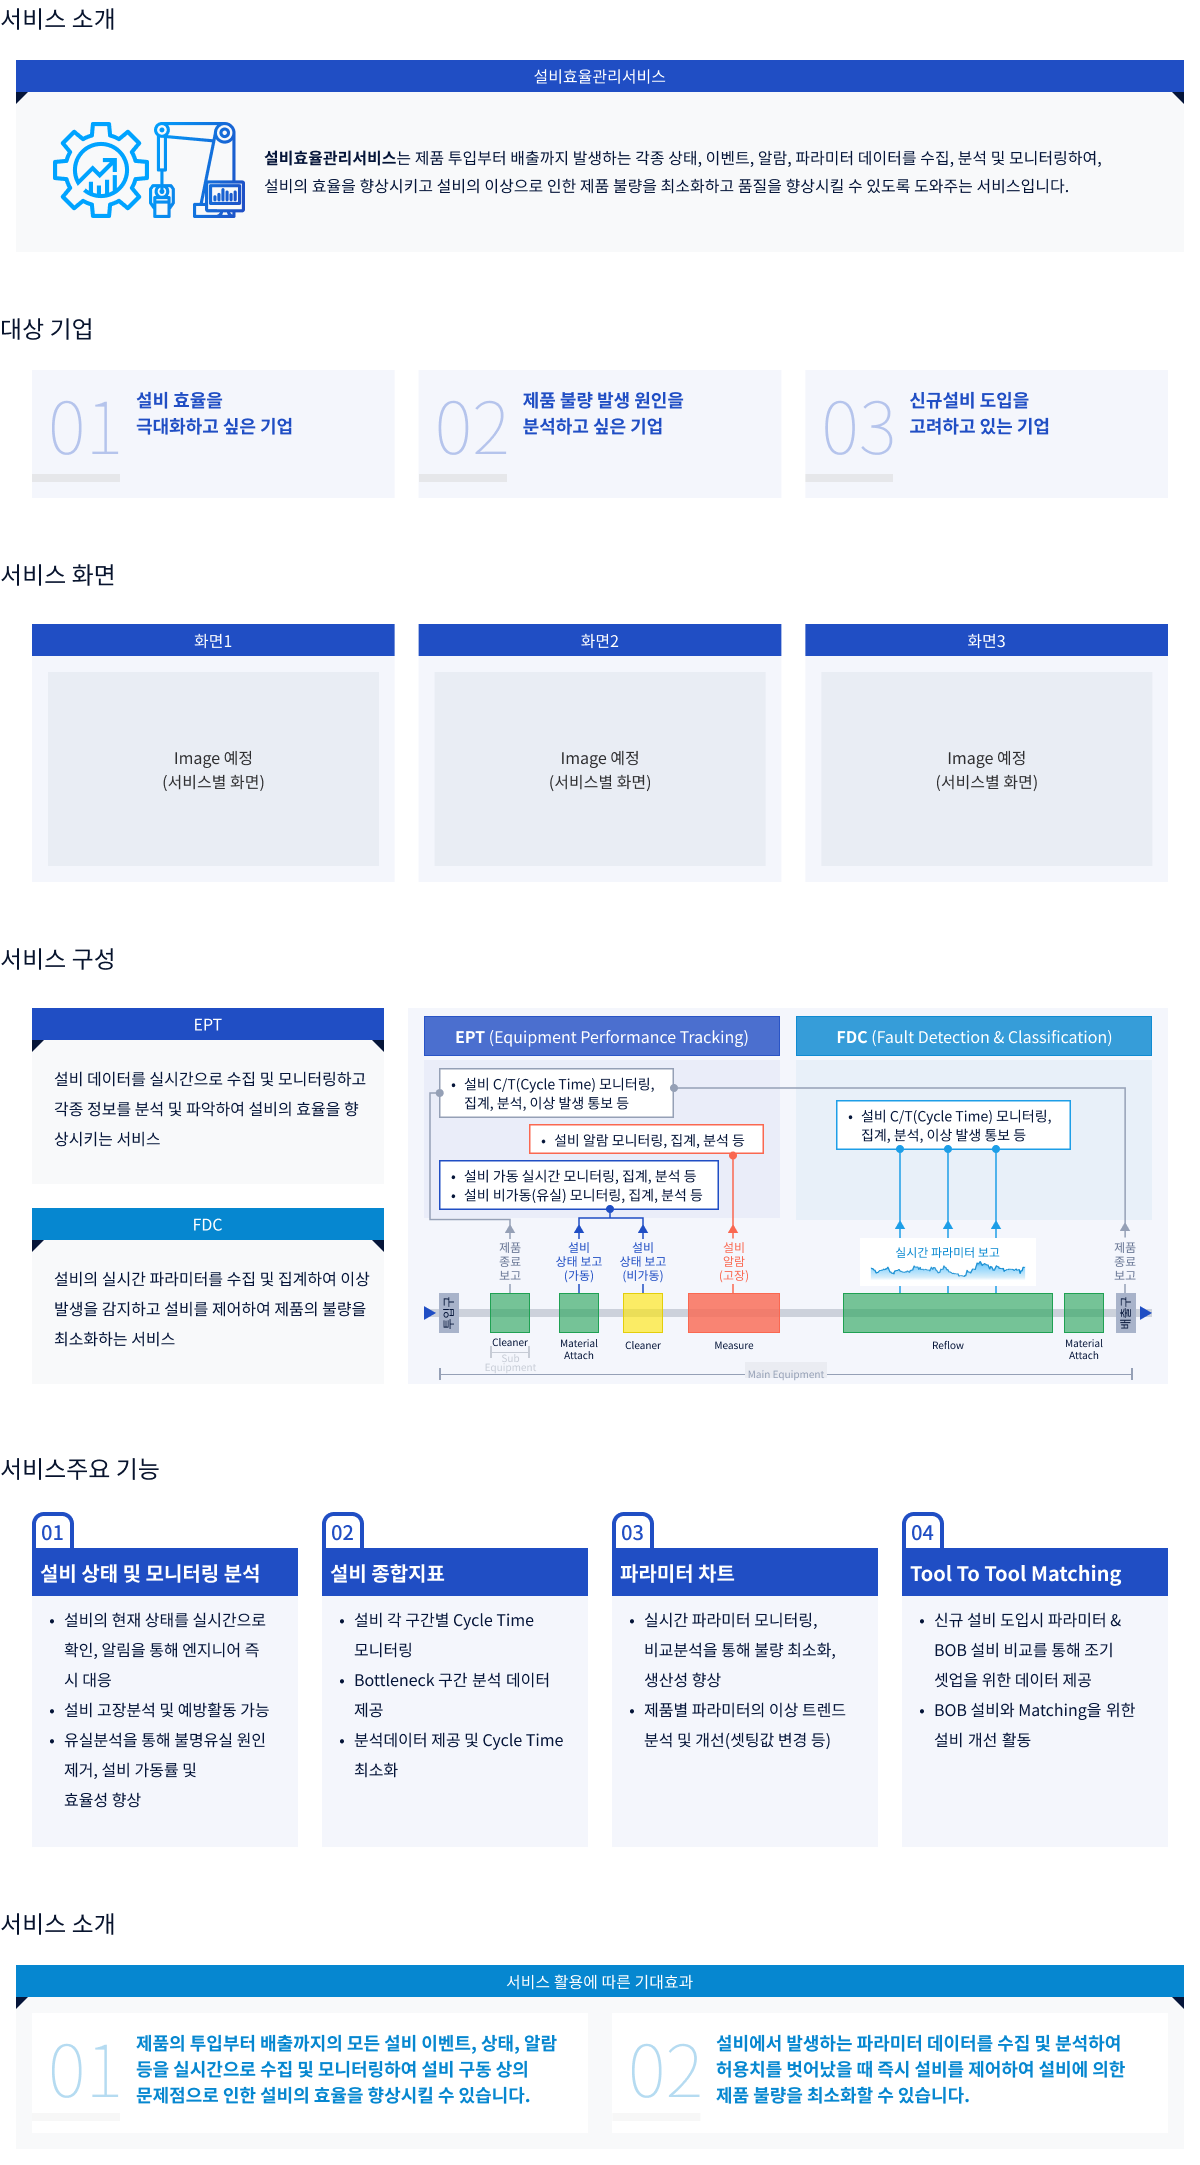 서비스 소개
설비효율관리서비스
설비효율관리서비스는 제품 투입부터 배출까지 발생하는 각종 상태, 이벤트, 알람, 파라미터 데이터를 수집, 분석 및 모니터링하여,
설비의 효율을 향상시키고 설비의 이상으로 인한 제품 불량을 최소화하고 품질을 향상시킬 수 있도록 도와주는 서비스입니다.
대상 기업
01
설비 효율을
극대화하고 싶은 기업
02
제품 불량 발생 원인을
분석하고 싶은 기업
03
신규설비 도입을
고려하고 있는 기업
서비스 화면
화면1
Image 예정
(서비스별 화면)
화면2
Image 예정
(서비스별 화면)
화면3
Image 예정
(서비스별 화면)
서비스 구성
EPT
설비 데이터를 실시간으로 수집 및 모니터링하고
각종 정보를 분석 및 파악하여 설비의 효율을 향
상시키는 서비스
FDC
설비의 실시간 파라미터를 수집 및 집계하여 이상
발생을 감지하고 설비를 제어하여 제품의 불량을
최소화하는 서비스
EPT (Equipment Performance Tracking)
• 설비 C/T(Cycle Time) 모니터링,
집계, 분석, 이상 발생 통보 등
• 설비 알람 모니터링, 집계, 분석 등
• 설비 가동 실시간 모니터링, 집계, 분석 등
• 설비 비가동(유실) 모니터링, 집계, 분석 등
FDC (Fault Detection & Classification)
• 설비 C/T(Cycle Time) 모니터링,
집계, 분석, 이상 발생 통보 등
제품
종료
보고
설비
상태 보고
(가동)
설비
상태 보고
(비가동)
설비
알람
(고장)
실시간 파라미터 보고
제품
종료
보고
투입구
배출구
Cleaner
Sub
Equipment
Material
Attach
Cleaner
Measure
Reflow
Material
Attach
Main Equipment
서비스주요 기능
01
설비 상태 및 모니터링 분석
• 설비의 현재 상태를 실시간으로
확인, 알림을 통해 엔지니어 즉
시 대응
• 설비 고장분석 및 예방활동 가능
• 유실분석을 통해 불명유실 원인
제거, 설비 가동률 및
효율성 향상
02
설비 종합지표
• 설비 각 구간별 Cycle Time
모니터링
• Bottleneck 구간 분석 데이터
제공
• 분석데이터 제공 및 Cycle Time
최소화
03
파라미터 차트
• 실시간 파라미터 모니터링,
비교분석을 통해 불량 최소화,
생산성 향상
• 제품별 파라미터의 이상 트렌드
분석 및 개선(셋팅값 변경 등)
04
Tool To Tool Matching
• 신규 설비 도입시 파라미터 &
BOB 설비 비교를 통해 조기
셋업을 위한 데이터 제공
• BOB 설비와 Matching을 위한
설비 개선 활동
서비스 소개
서비스 활용에 따른 기대효과
01
제품의 투입부터 배출까지의 모든 설비 이벤트, 상태, 알람
등을 실시간으로 수집 및 모니터링하여 설비 구동 상의
문제점으로 인한 설비의 효율을 향상시킬 수 있습니다.
02
설비에서 발생하는 파라미터 데이터를 수집 및 분석하여
허용치를 벗어났을 때 즉시 설비를 제어하여 설비에 의한
제품 불량을 최소화할 수 있습니다.